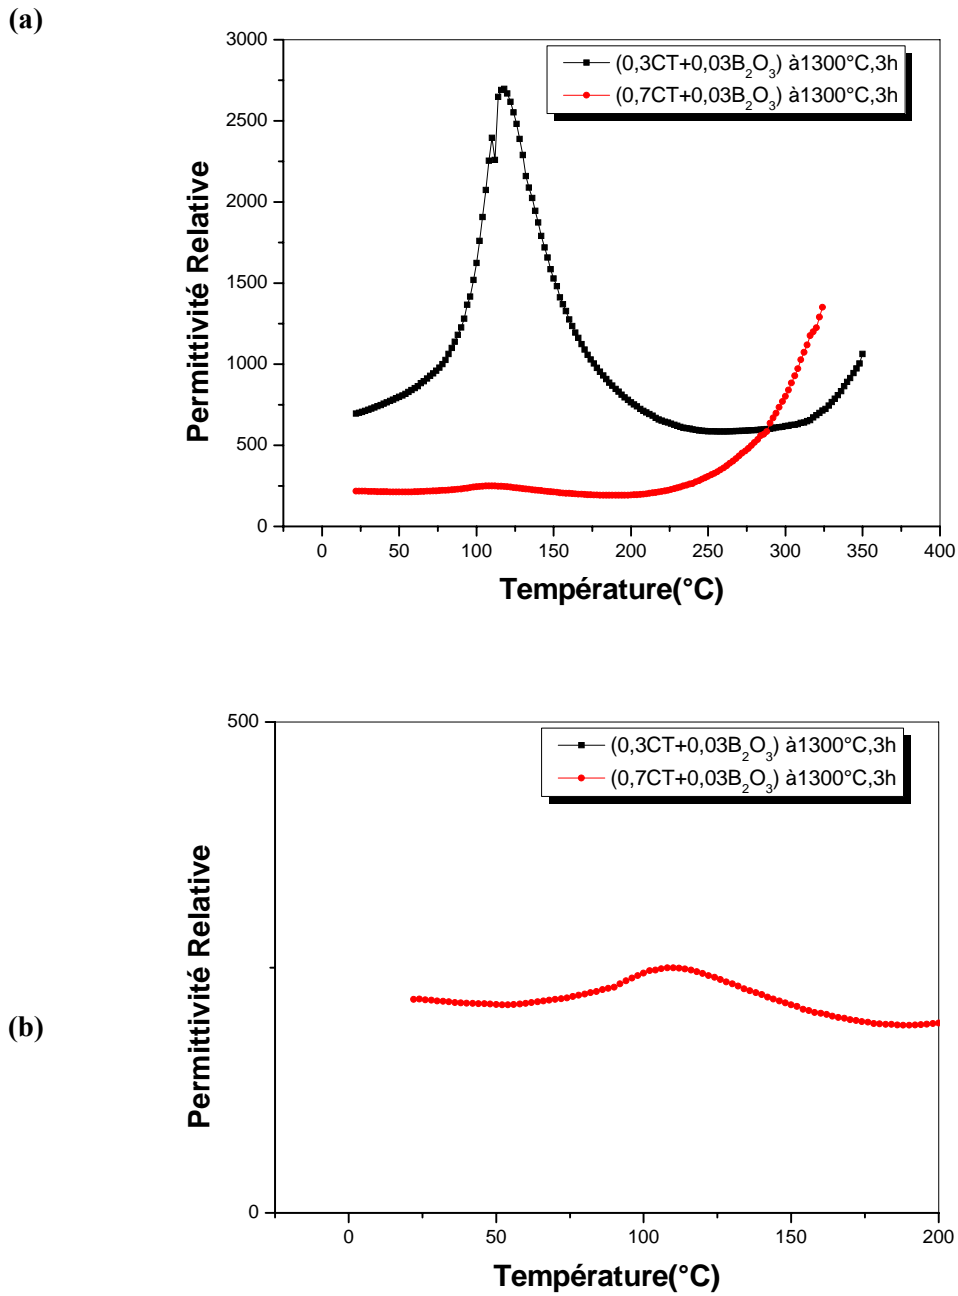 (a)
3000
2500
2000
1500
1000
500
0
Permittivité Relative
(0,3CT+0,03B₂O₃) à1300°C,3h
(0,7CT+0,03B₂O₃) à1300°C,3h
0 50 100 150 200 250 300 350 400
Température(°C)
500
0
Permittivité Relative
(0,3CT+0,03B₂O₃) à1300°C,3h
(0,7CT+0,03B₂O₃) à1300°C,3h
(b)
0 50 100 150 200
Température(°C)